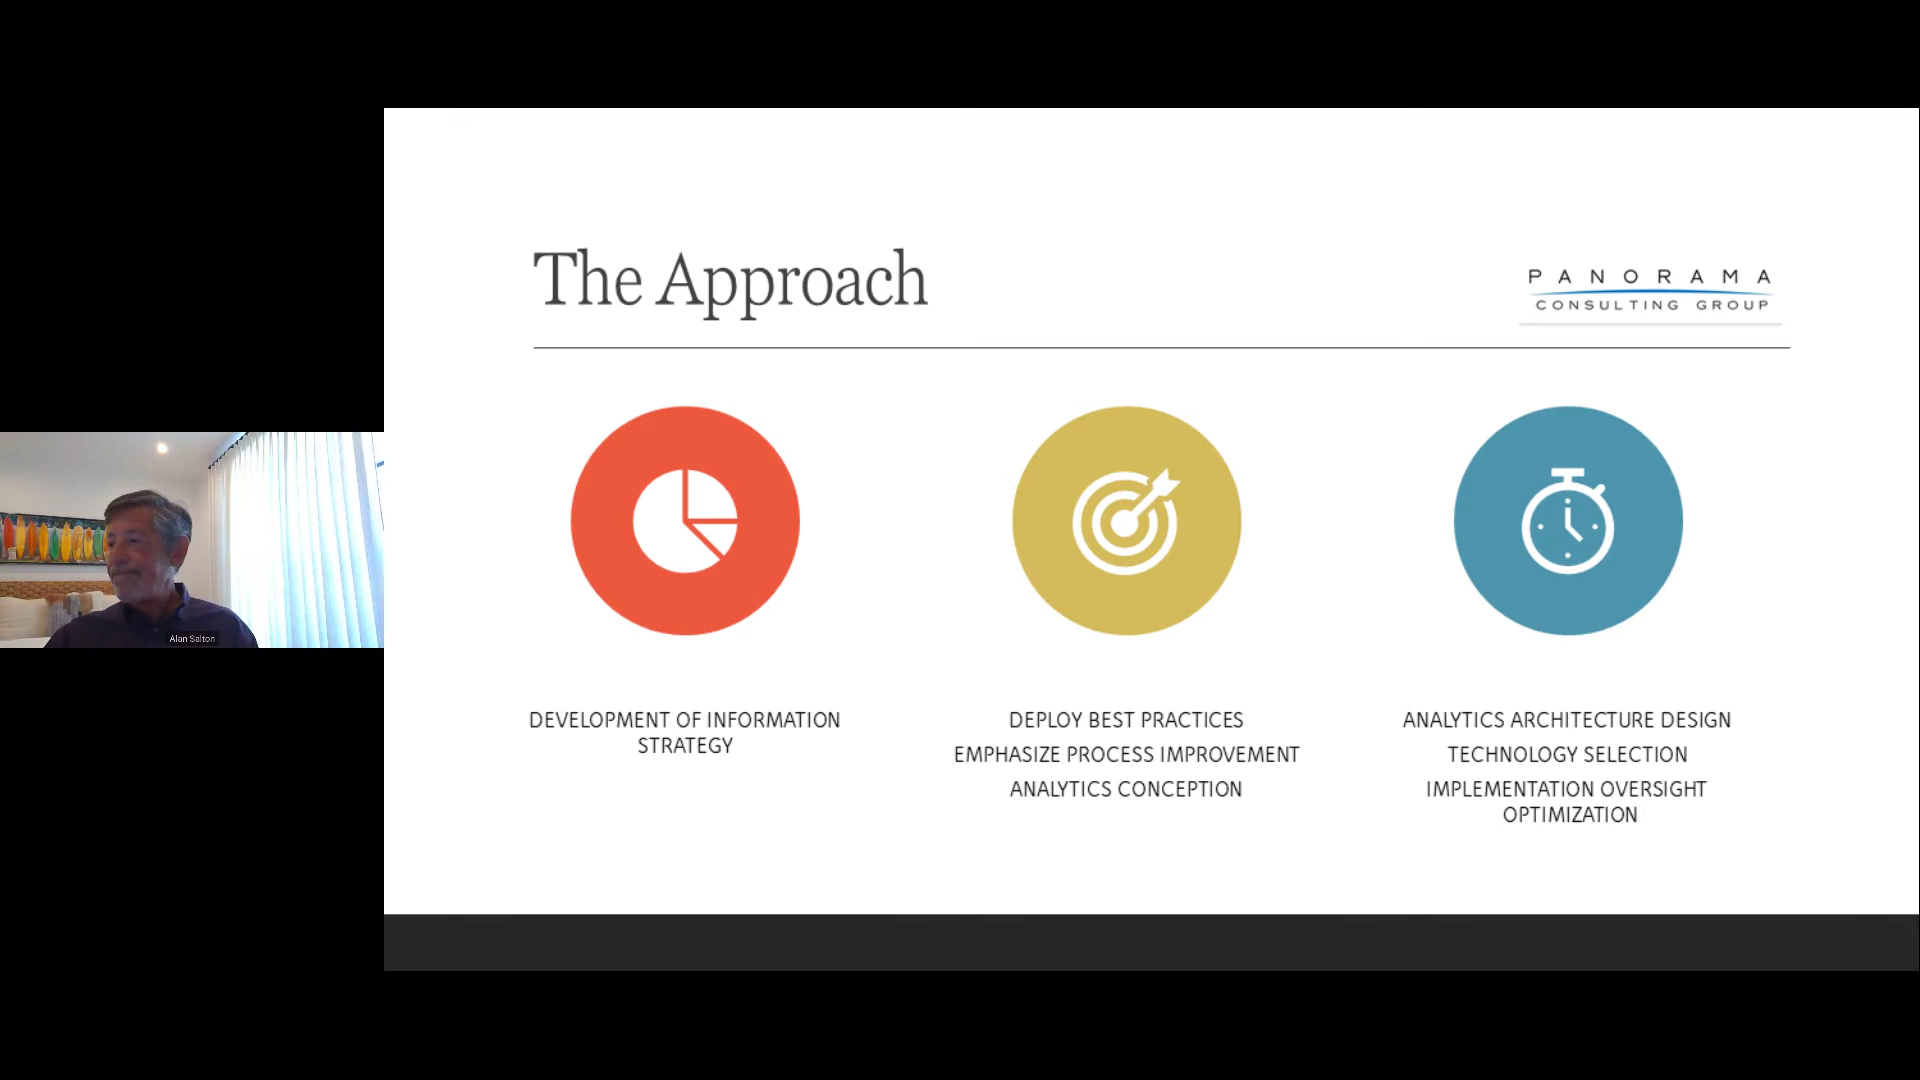 The Approach
PANORAMA
CONSULTING GROUP
DEVELOPMENT OF INFORMATION
STRATEGY
DEPLOY BEST PRACTICES
EMPHASIZE PROCESS IMPROVEMENT
ANALYTICS CONCEPTION
ANALYTICS ARCHITECTURE DESIGN
TECHNOLOGY SELECTION
IMPLEMENTATION OVERSIGHT
OPTIMIZATION
Alan Salton